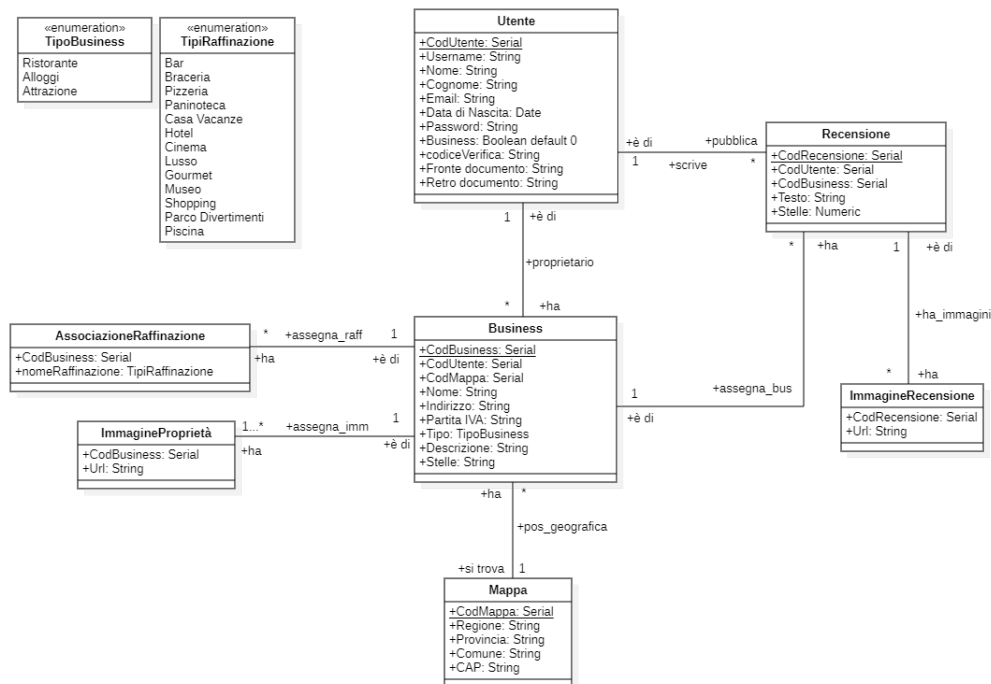 «enumeration»
TipoBusiness
Ristorante
Alloggi
Attrazione
«enumeration»
TipiRaffinazione
Bar
Braceria
Pizzeria
Paninoteca
Casa Vacanze
Hotel
Cinema
Lusso
Gourmet
Museo
Shopping
Parco Divertimenti
Piscina
Utente
+CodUtente: Serial
+Username: String
+Nome: String
+Cognome: String
+Email: String
+Data di Nascita: Date
+Password: String
+Business: Boolean default 0
+codiceVerifica: String
+Fronte documento: String
+Retro documento: String
+è di
+pubblica
1
+scrive
*
Recensione
+CodRecensione: Serial
+CodUtente: Serial
+CodBusiness: Serial
+Testo: String
+Stelle: Numeric
1
+è di
+proprietario
*
+ha
*
+ha
1
+è di
+ha_immagini
*
+ha
AssociazioneRaffinazione
+CodBusiness: Serial
+nomeRaffinazione: TipiRaffinazione
*
+assegna_raff
1
+ha
+è di
Business
+CodBusiness: Serial
+CodUtente: Serial
+CodMappa: Serial
+Nome: String
+Indirizzo: String
+Partita IVA: String
+Tipo: TipoBusiness
+Descrizione: String
+Stelle: String
+assegna_bus
1
+è di
ImmagineRecensione
+CodRecensione: Serial
+Url: String
ImmagineProprietà
+CodBusiness: Serial
+Url: String
1...*
+assegna_imm
1
+ha
+è di
+ha
*
+pos_geografica
+si trova
1
Mappa
+CodMappa: Serial
+Regione: String
+Provincia: String
+Comune: String
+CAP: String